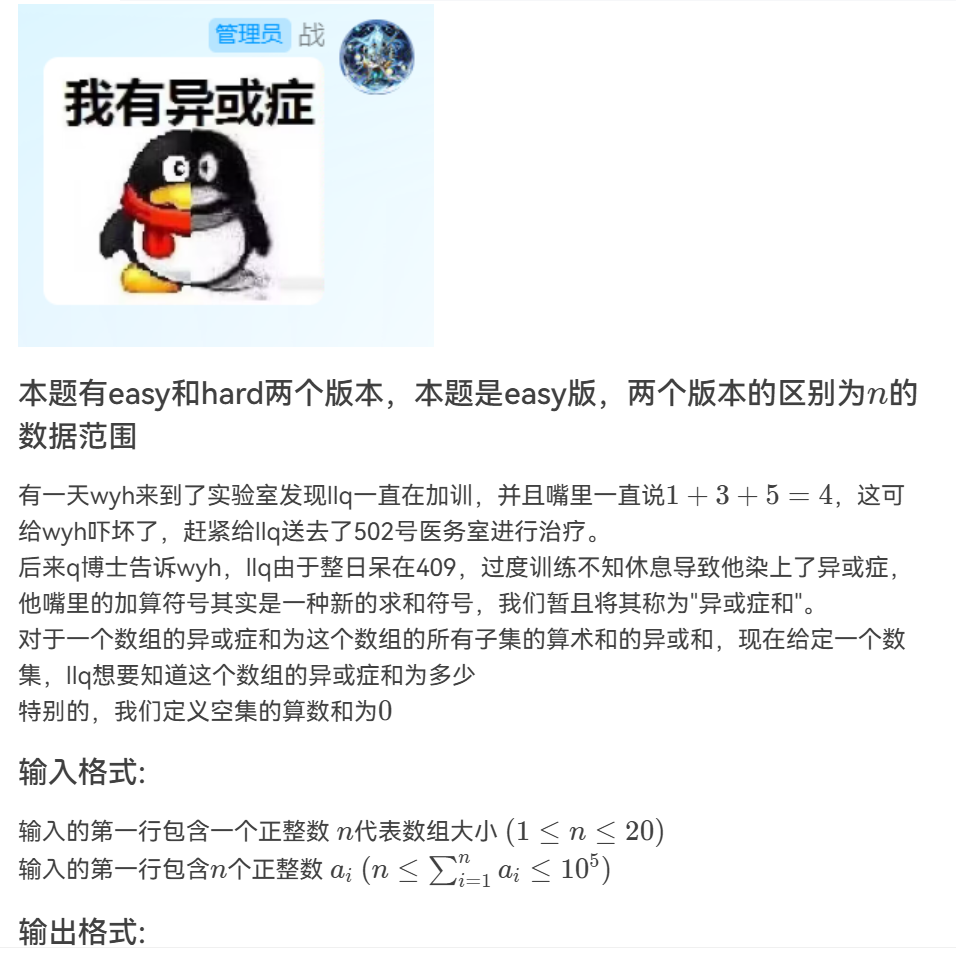 管理员 战
我有异或症
本题有easy和hard两个版本，本题是easy版，两个版本的区别为n的
数据范围
有一天wyh来到了实验室发现llq一直在加训，并且嘴里一直说1 + 3 + 5 = 4，这可
给wyh吓坏了，赶紧给llq送去了502号医务室进行治疗。
后来q博士告诉wyh，llq由于整日呆在409，过度训练不知休息导致他染上了异或症，
他嘴里的加算符号其实是一种新的求和符号，我们暂且将其称为"异或症和"。
对于一个数组的异或症和为这个数组的所有子集的算术和的异或和，现在给定一个数
集，llq想要知道这个数组的异或症和为多少
特别的，我们定义空集的算数和为0
输入格式:
输入的第一行包含一个正整数 n代表数组大小 (1 ≤ n ≤ 20)
输入的第一行包含n个正整数 a_i (n ≤ ∑_{i=1}^{n} a_i ≤ 10^5)
输出格式: